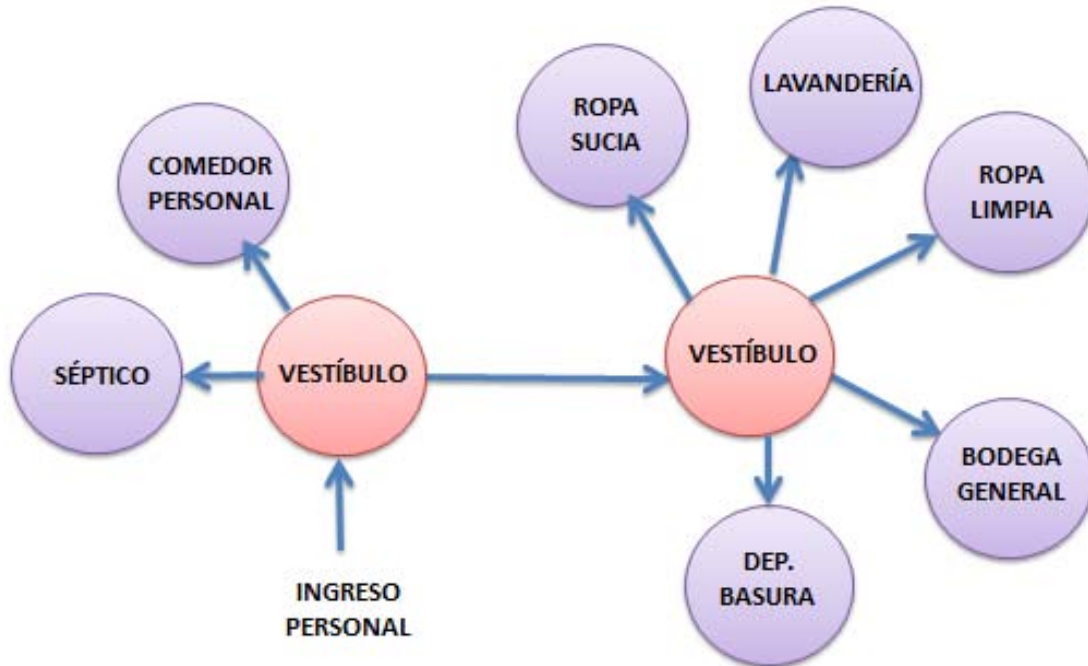 COMEDOR
PERSONAL
SÉPTICO
VESTÍBULO
INGRESO
PERSONAL
ROPA
SUCIA
LAVANDERÍA
ROPA
LIMPIA
VESTÍBULO
BODEGA
GENERAL
DEP.
BASURA